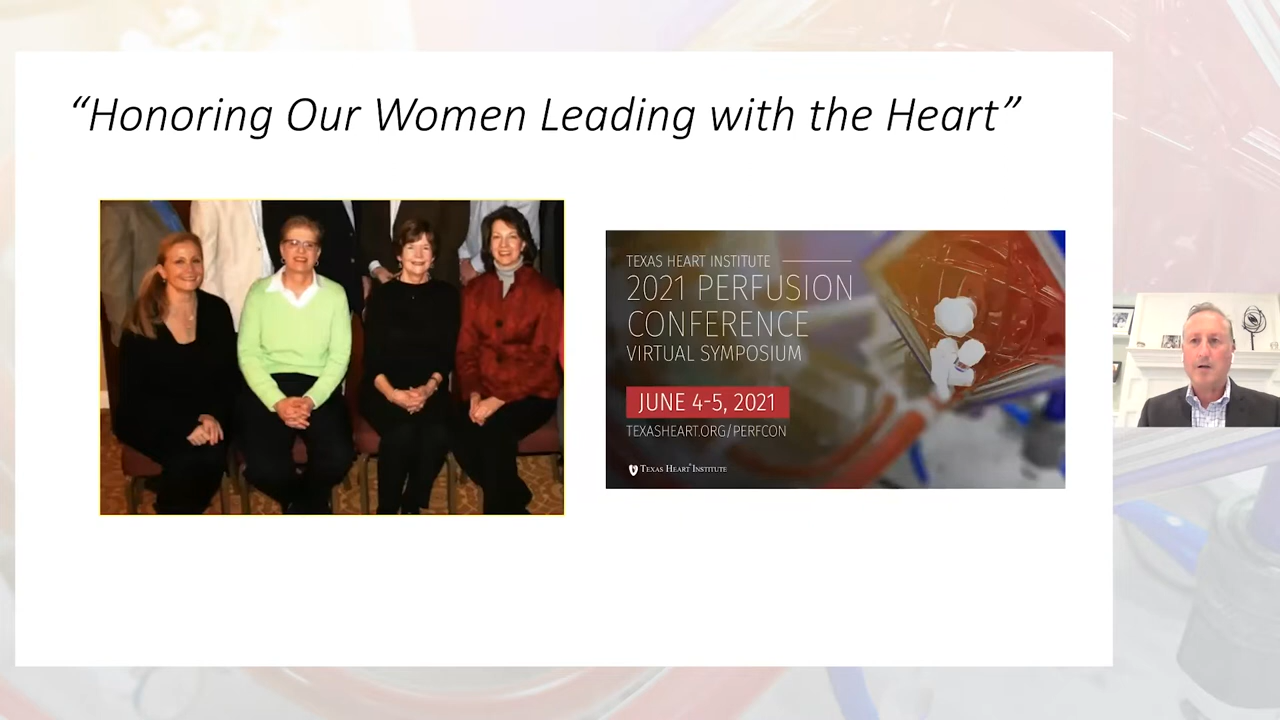 “Honoring Our Women Leading with the Heart”
TEXAS HEART INSTITUTE
2021 PERFUSION
CONFERENCE
VIRTUAL SYMPOSIUM
JUNE 4-5, 2021
TEXASHEART.ORG/PERFCON
TEXAS HEART® INSTITUTE